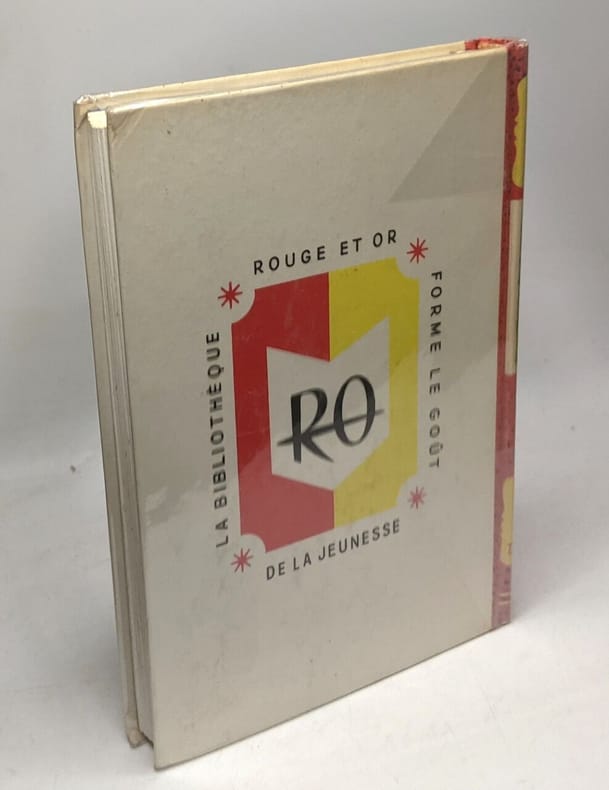 LA BIBLIOTHÈQUE
ROUGE ET OR
FORME LE GOÛT
DE LA JEUNESSE
RO